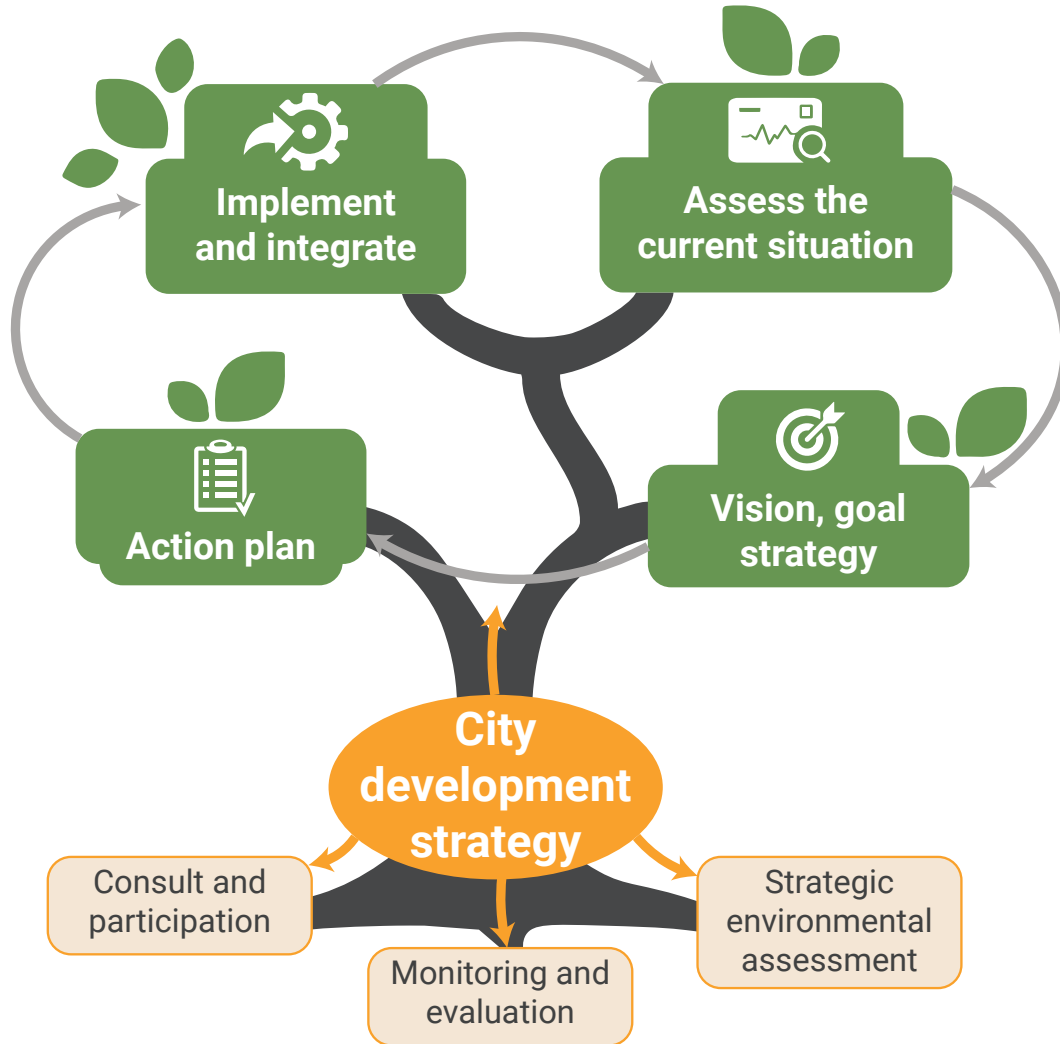 Implement
and integrate
Assess the
current situation
Action plan
Vision, goal
strategy
City
development
strategy
Consult and
participation
Monitoring and
evaluation
Strategic
environmental
assessment